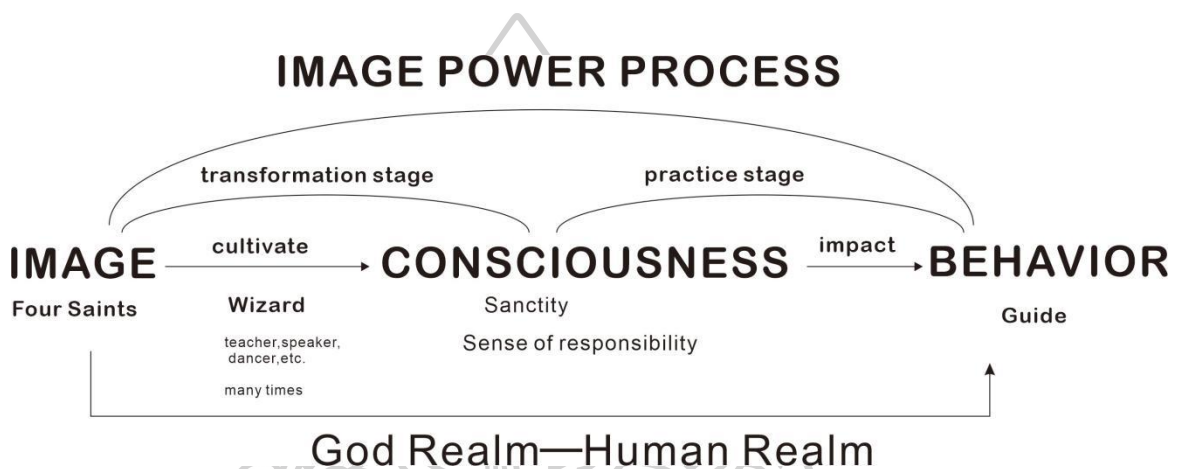 IMAGE POWER PROCESS
transformation stage
practice stage
IMAGE
cultivate
CONSCIOUSNESS
impact
BEHAVIOR
Four Saints
Wizard
Sanctity
Guide
teacher,speaker,
dancer,etc.
Sense of responsibility
many times
God Realm—Human Realm